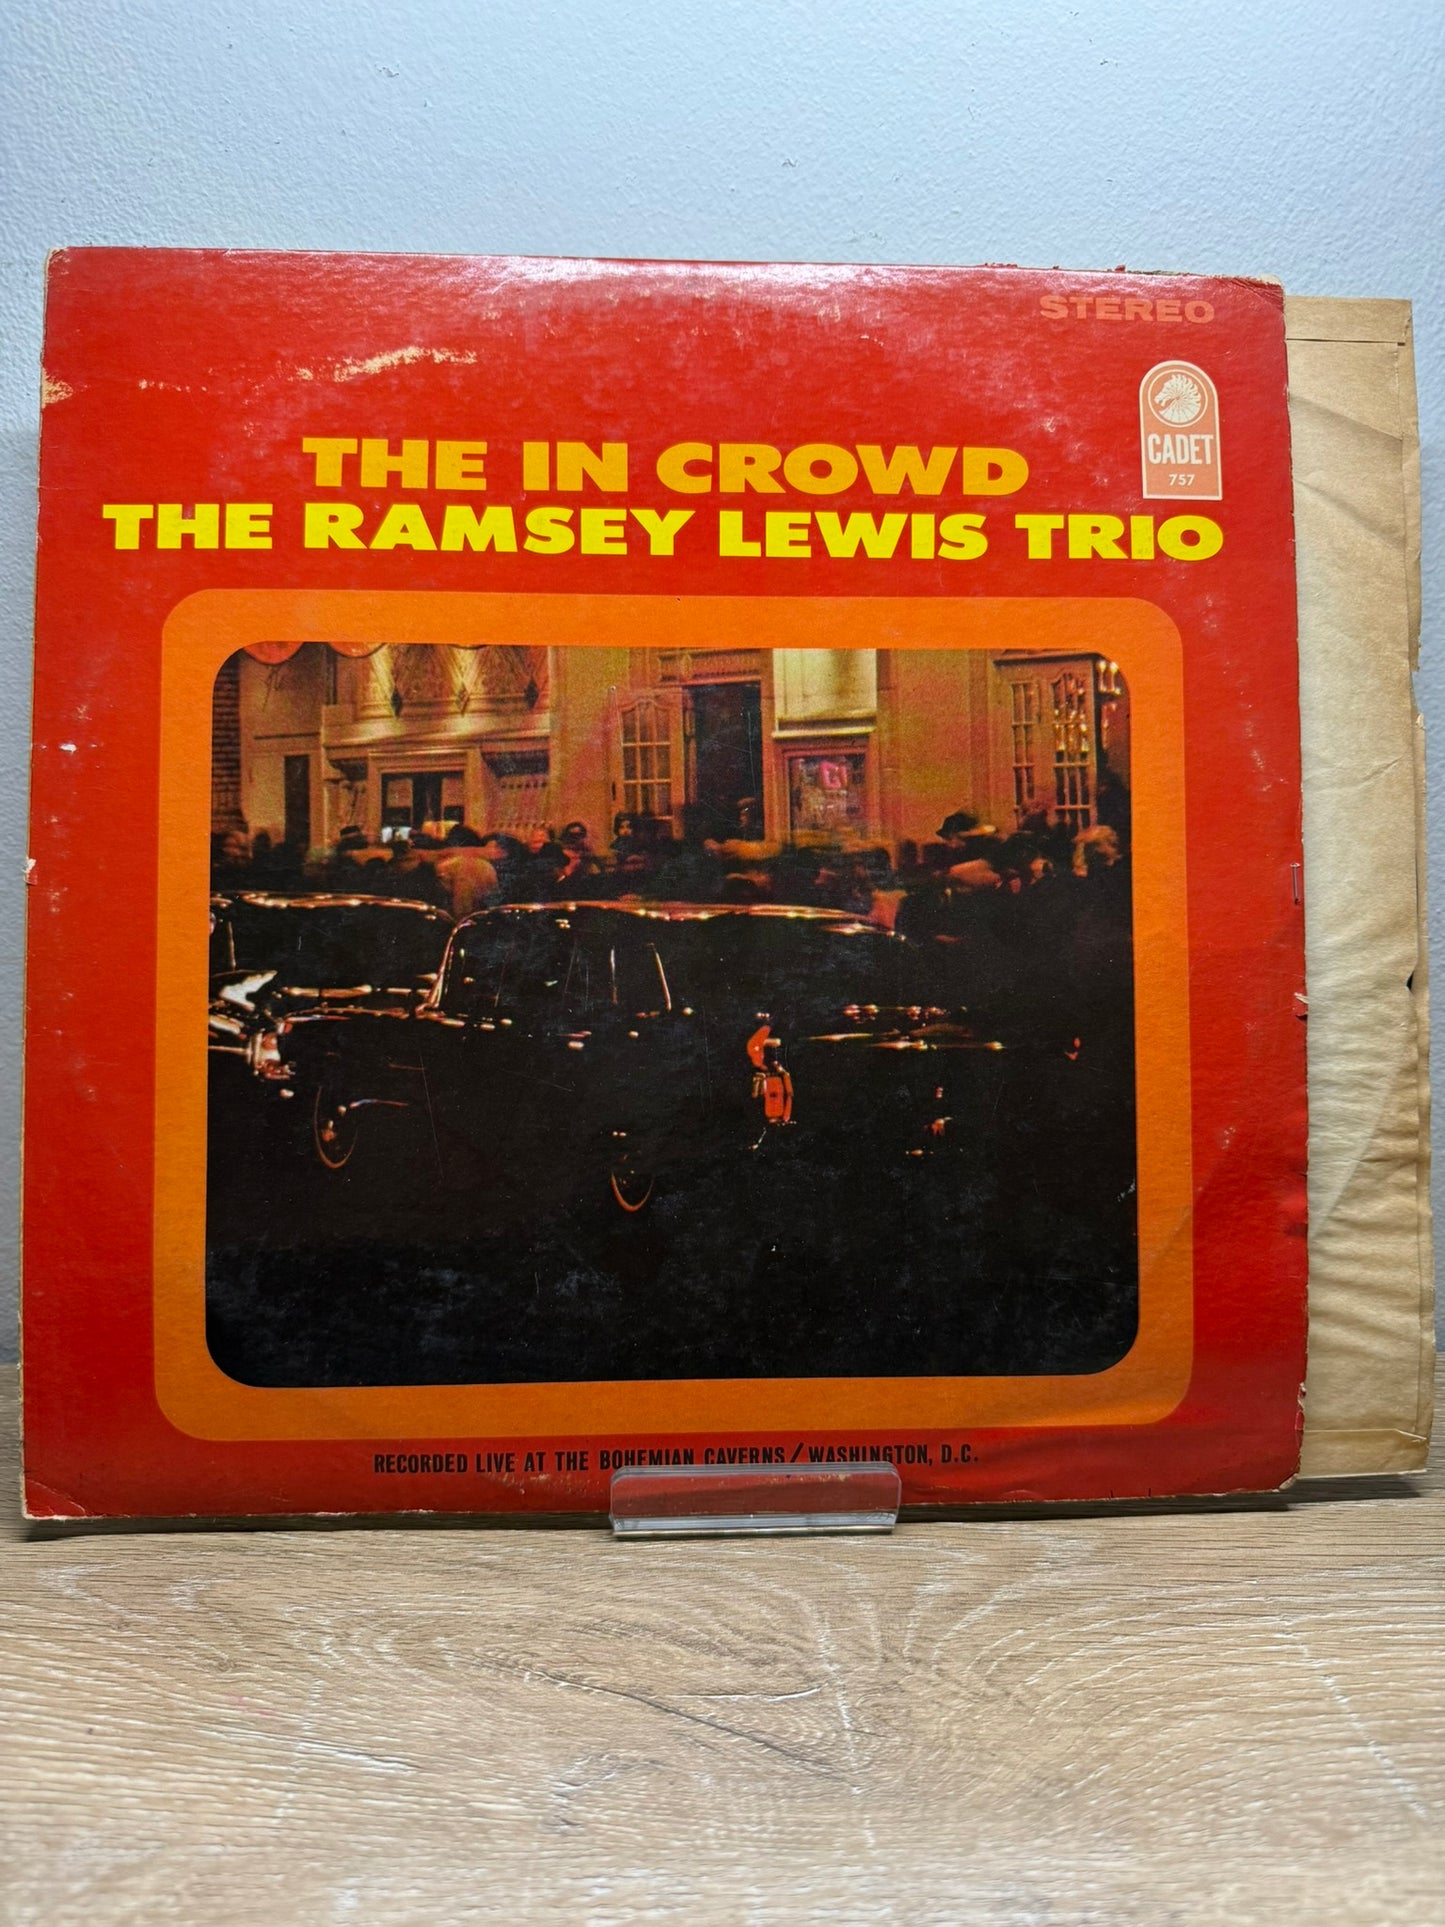 STEREO
CADET
757
THE IN CROWD
THE RAMSEY LEWIS TRIO
RECORDED LIVE AT THE BOHEMIAN CAVERNS/WASHINGTON, D.C.